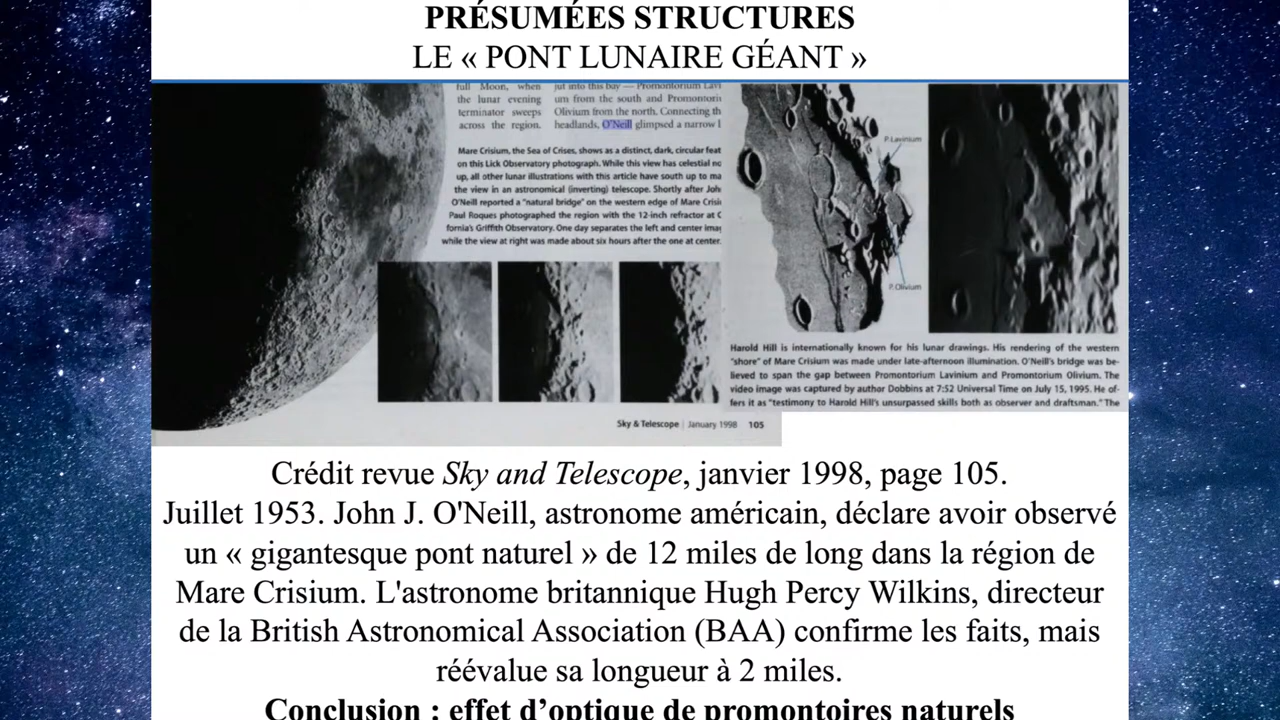 PRÉSUMÉES STRUCTURES
LE « PONT LUNAIRE GÉANT »
full Moon, when
the lunar evening
terminator sweeps
across the region.
jut into this bay — Promontorium Lavi
um from the south and Promontori
Olivium from the north. Connecting th
headlands, O'Neill glimpsed a narrow l
Mare Crisium, the Sea of Crises, shows as a distinct, dark, circular feat
on this Lick Observatory photograph. While this view has celestial no
up, all other lunar illustrations with this article have south up to ma
the view in an astronomical (inverting) telescope. Shortly after Joh
O'Neill reported a "natural bridge" on the western edge of Mare Crisi
Paul Roques photographed the region with the 12-inch refractor at C
fornia's Griffith Observatory. One day separates the left and center imag
while the view at right was made about six hours after the one at center.
Sky & Telescope | January 1998 105
P. Lavinium
P. Olivium
Harold Hill is internationally known for his lunar drawings. His rendering of the western
"shore" of Mare Crisium was made under late-afternoon illumination. O'Neill's bridge was be-
lieved to span the gap between Promontorium Lavinium and Promontorium Olivium. The
video image was captured by author Dobbins at 7:52 Universal Time on July 15, 1995. He of-
fers it as "testimony to Harold Hill's unsurpassed skills both as observer and draftsman." The
Crédit revue Sky and Telescope, janvier 1998, page 105.
Juillet 1953. John J. O'Neill, astronome américain, déclare avoir observé
un « gigantesque pont naturel » de 12 miles de long dans la région de
Mare Crisium. L'astronome britannique Hugh Percy Wilkins, directeur
de la British Astronomical Association (BAA) confirme les faits, mais
réévalue sa longueur à 2 miles.
Conclusion : effet d'optique de promontoires naturels